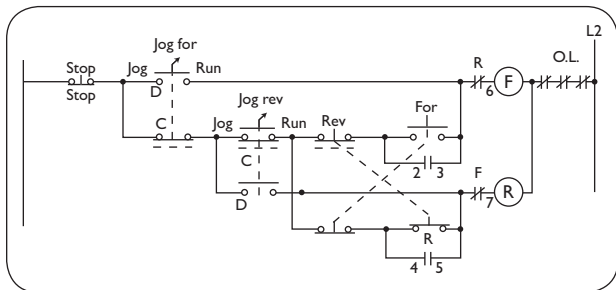 L2
Jog for
Stop
Jog
Run
R
O.L.
Stop
D
6
F
Jog rev
For
C
Jog
Run
Rev
C
2 3
F
D
7
R
R
4 5